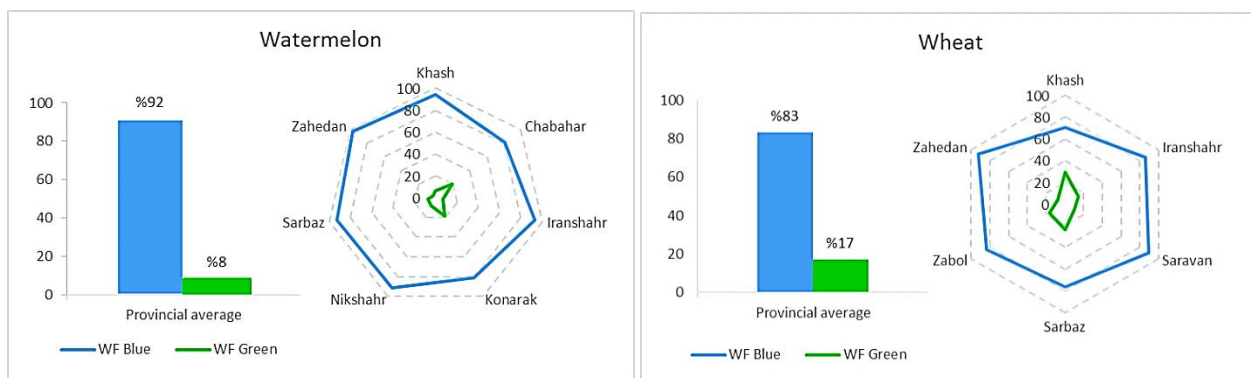 Watermelon
%92
%8
100
80
60
40
20
0
Provincial average
Khash
Chabahar
Iranshahr
Konarak
Nikshahr
Sarbaz
Zahedan
100
80
60
40
20
0
WF Blue
WF Green
Wheat
%83
%17
100
80
60
40
20
0
Provincial average
Khash
Iranshahr
Saravan
Sarbaz
Zabol
Zahedan
100
80
60
40
20
0
WF Blue
WF Green